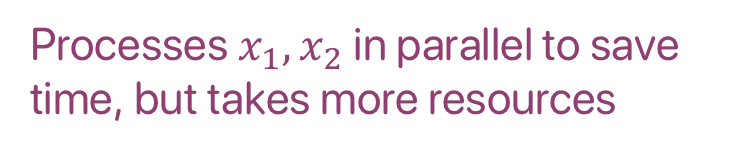 Processes 𝑥₁, 𝑥₂ in parallel to save
time, but takes more resources